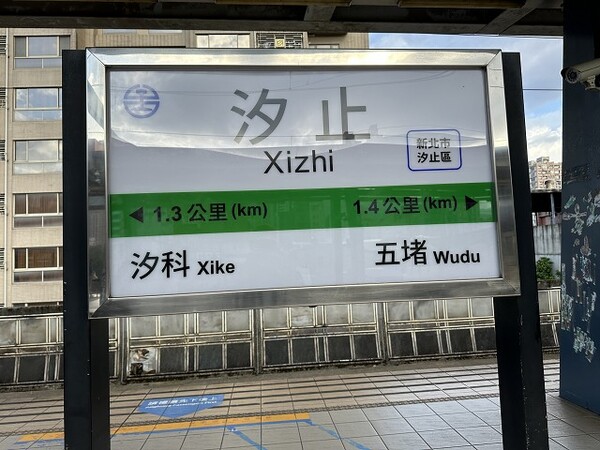 汐止
Xizhi
新北市
汐止區
◀ 1.3公里(km)
1.4公里(km) ▶
汐科 Xike
五堵 Wudu